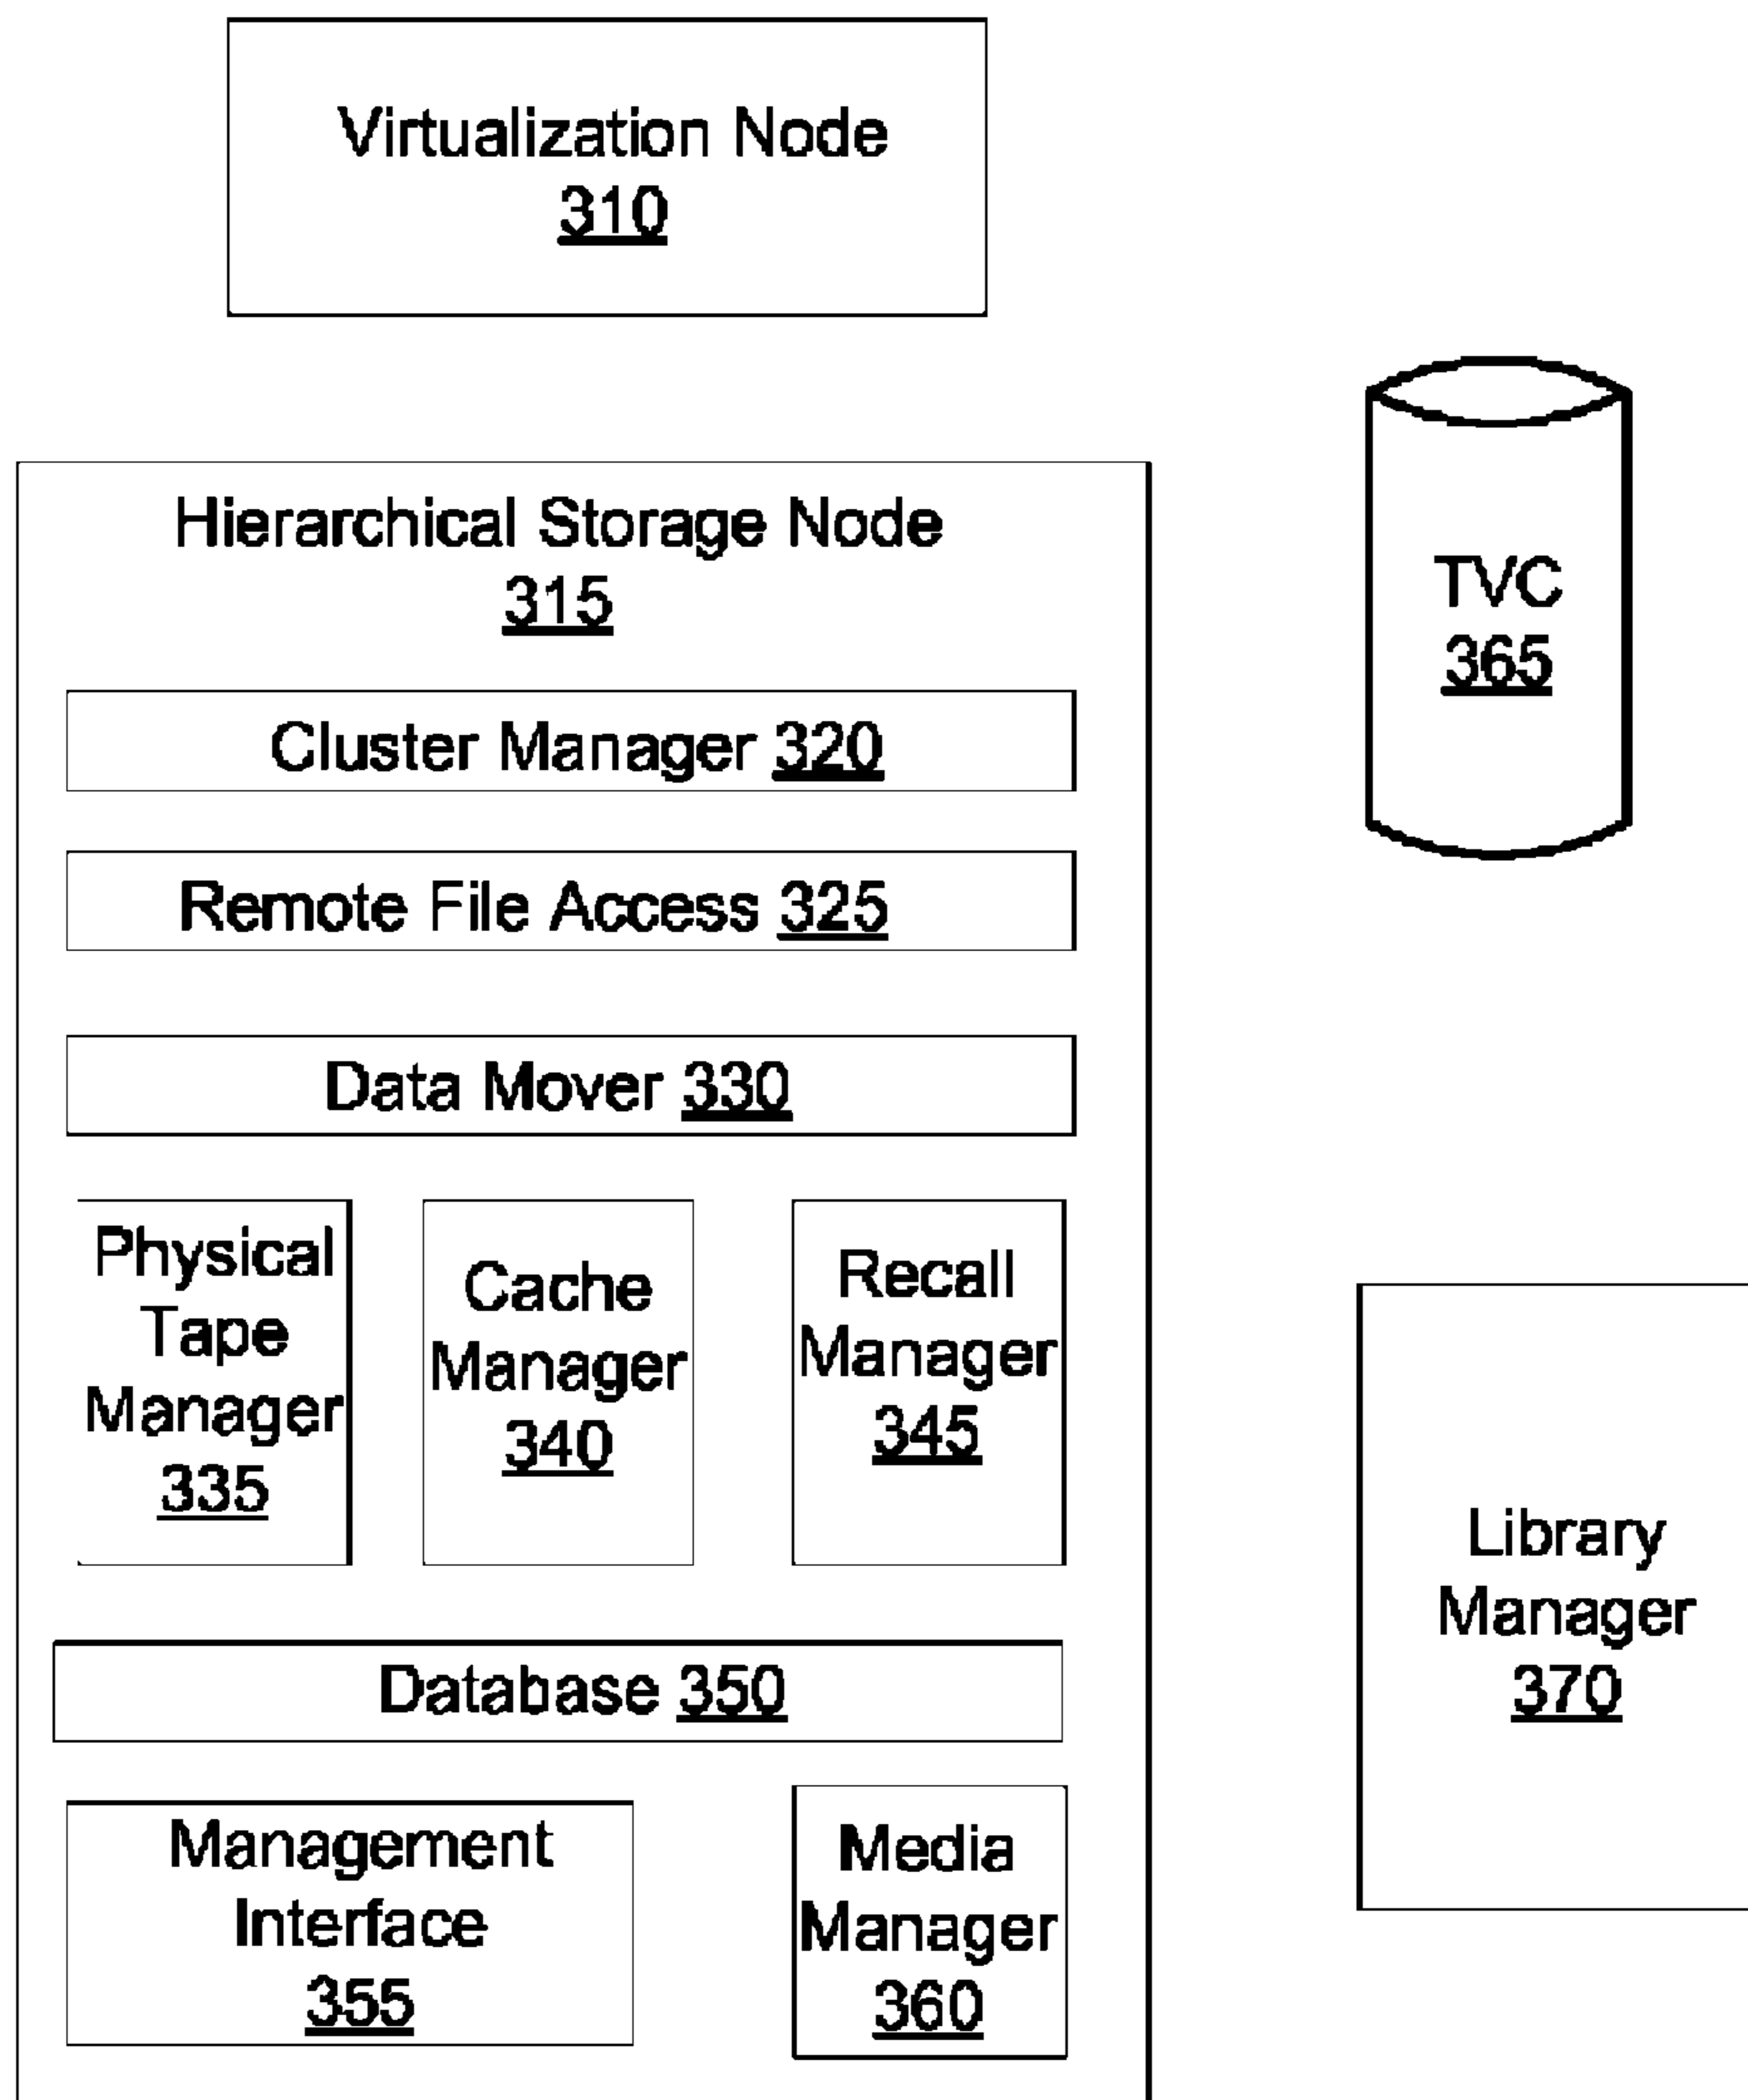 Virtualization Node
310
Hierarchical Storage Node
315
TVC
365
Cluster Manager 320
Remote File Access 325
Data Mover 330
Physical
Tape
Manager
335
Cache
Manager
340
Recall
Manager
345
Library
Manager
370
Database 350
Management
Interface
355
Media
Manager
360